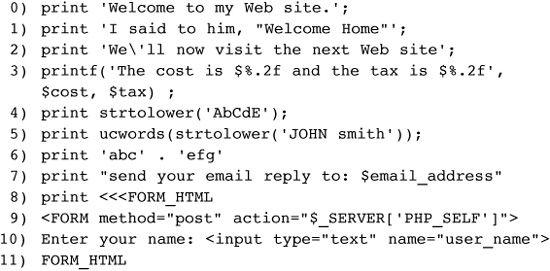 0) print 'Welcome to my Web site.';
1) print 'I said to him, "Welcome Home"';
2) print 'We\'ll now visit the next Web site';
3) printf('The cost is $%.2f and the tax is $%.2f',
$cost, $tax) ;
4) print strtolower('AbCdE');
5) print ucwords(strtolower('JOHN smith'));
6) print 'abc' . 'efg'
7) print "send your email reply to: $email_address"
8) print <<<FORM_HTML
9) <FORM method="post" action="$_SERVER['PHP_SELF']">
10) Enter your name: <input type="text" name="user_name">
11) FORM_HTML